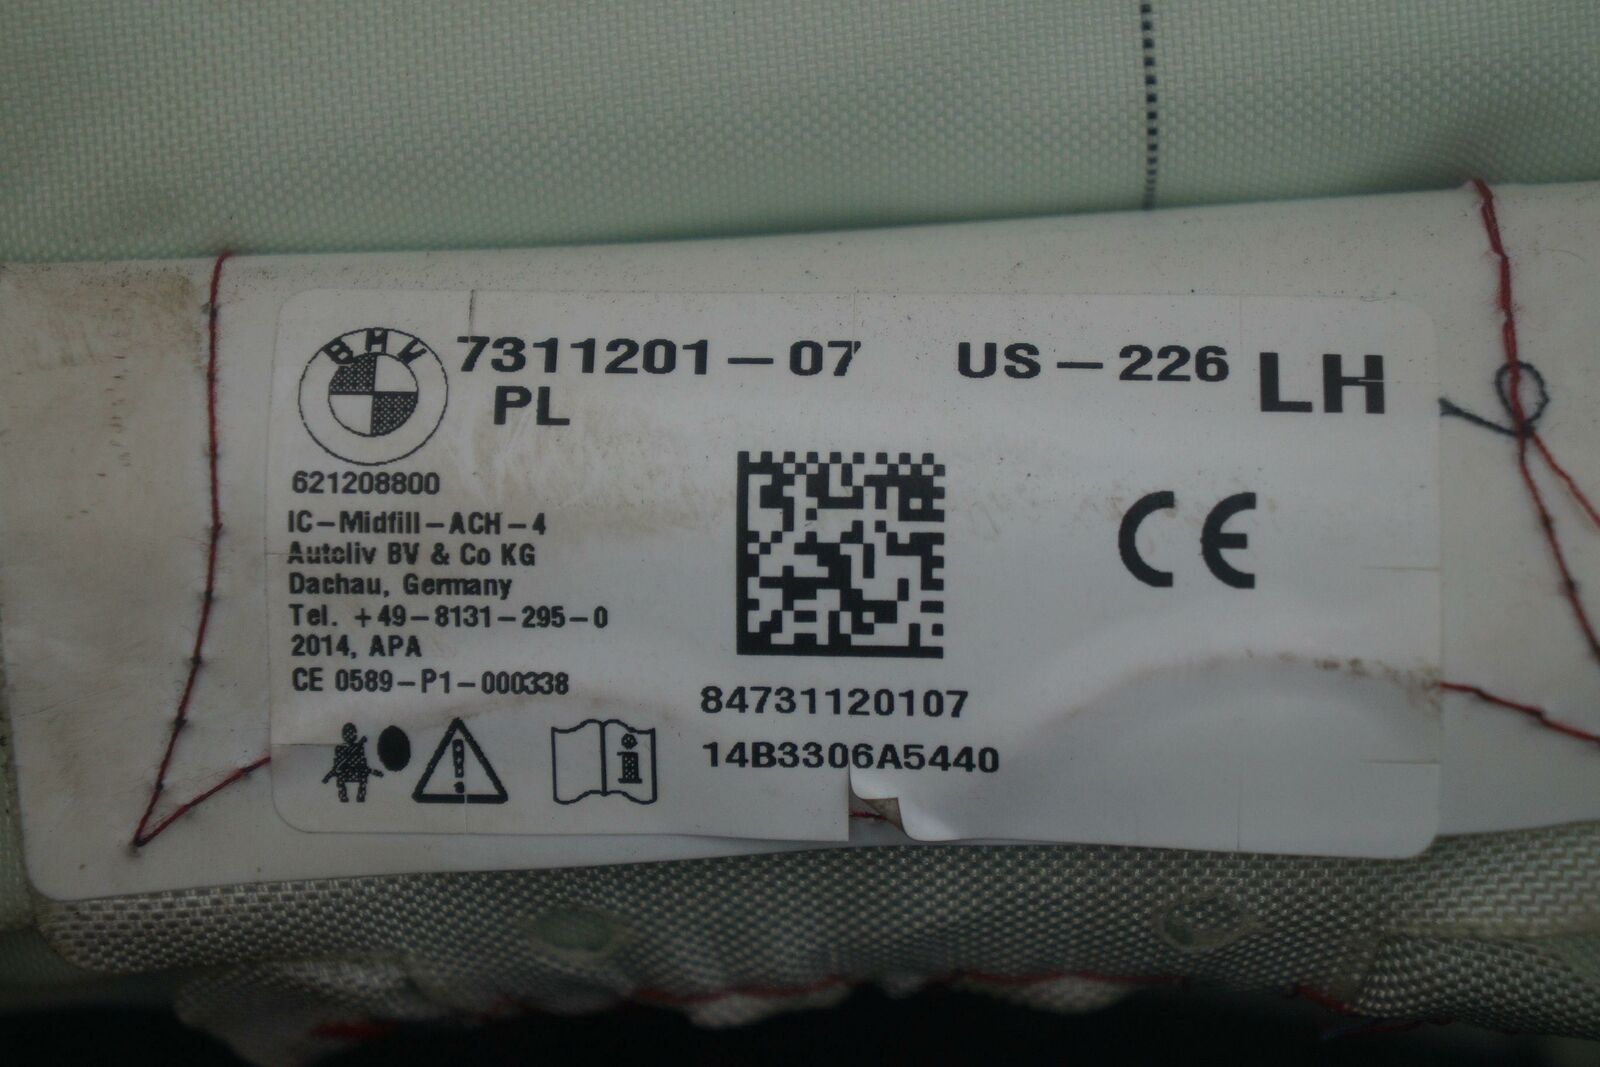 BMW
7311201-07 US-226 LH
PL
621208800
IC-Midfill-ACH-4
Autoliv BV & Co KG
Dachau, Germany
Tel. +49-8131-295-0
2014, APA
CE 0589-P1-000338
CE
84731120107
14B3306A5440